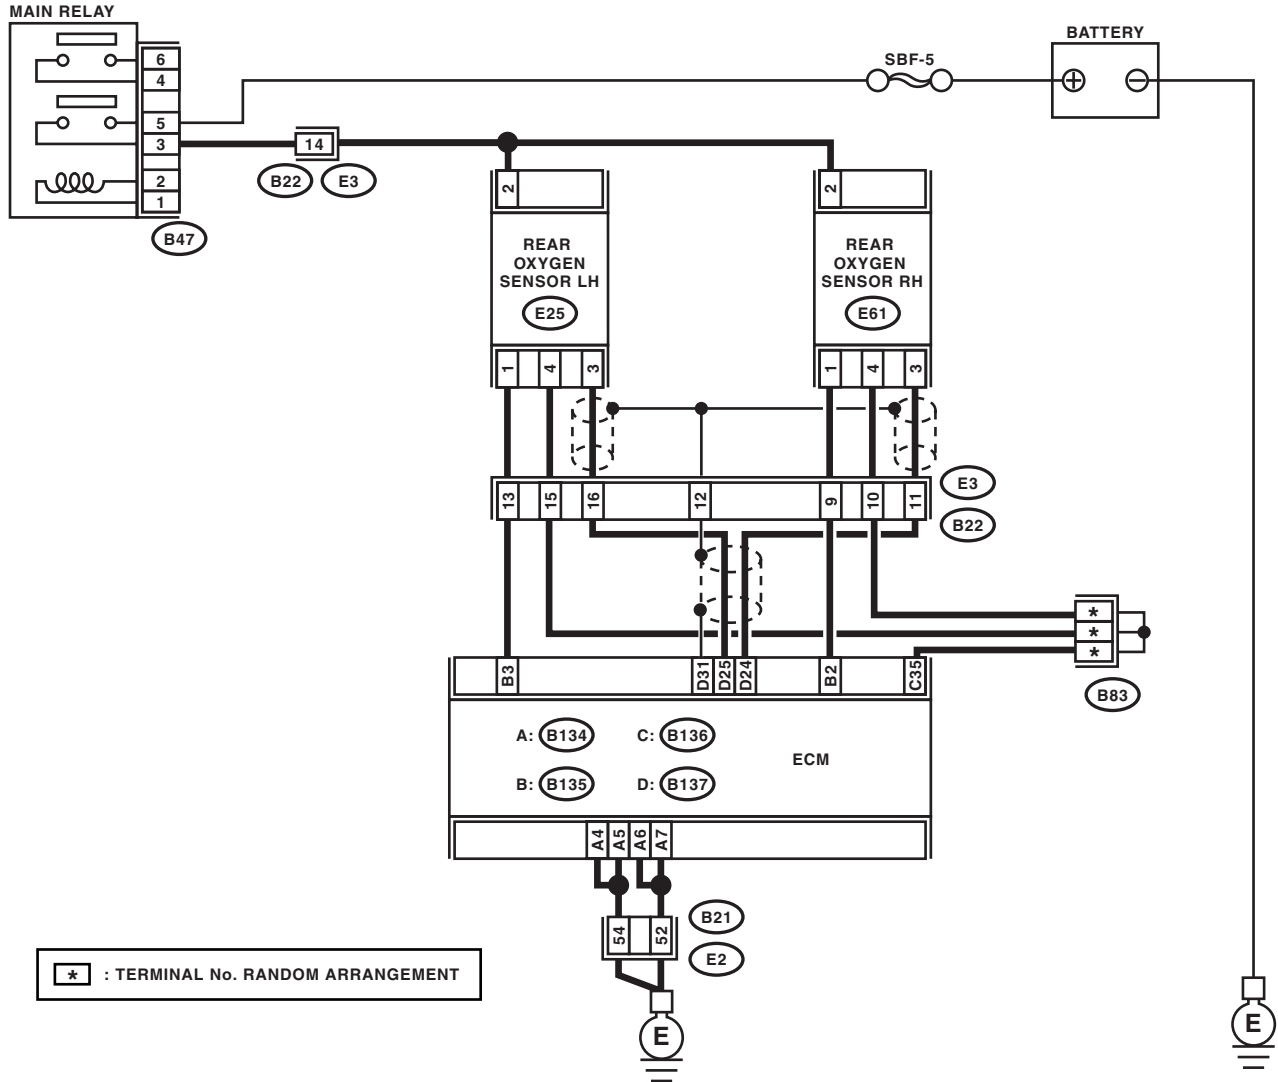 MAIN RELAY
BATTERY
SBF-5
+
−
6
4
5
3
2
1
14
B22
E3
B47
2
2
REAR
OXYGEN
SENSOR LH
E25
REAR
OXYGEN
SENSOR RH
E61
1 4 3
1 4 3
E3
13 15 16 12 9 10 11
B22
*
*
*
B83
B3 D31 D25 D24 B2 C35
A: B134 C: B136
ECM
B: B135 D: B137
A4 A5 A6 A7
B21
54 52
E2
* : TERMINAL No. RANDOM ARRANGEMENT
E
E